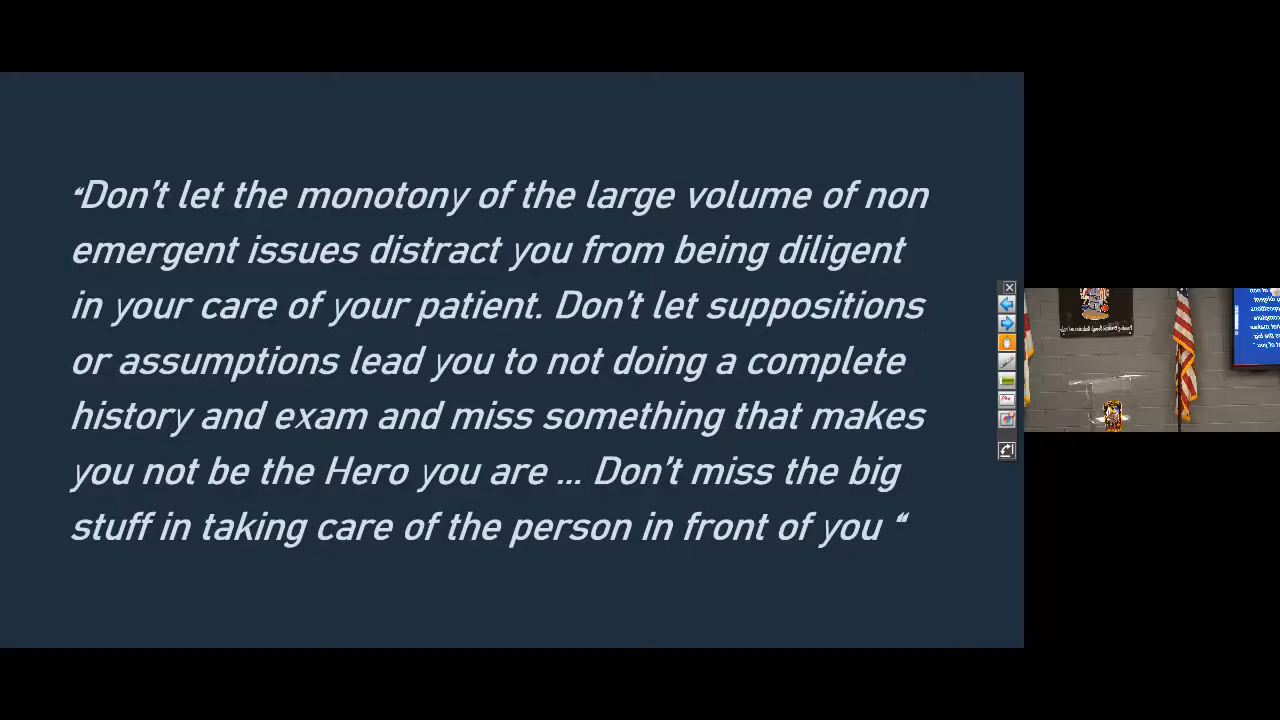 “Don’t let the monotony of the large volume of non
emergent issues distract you from being diligent
in your care of your patient. Don’t let suppositions
or assumptions lead you to not doing a complete
history and exam and miss something that makes
you not be the Hero you are ... Don’t miss the big
stuff in taking care of the person in front of you “